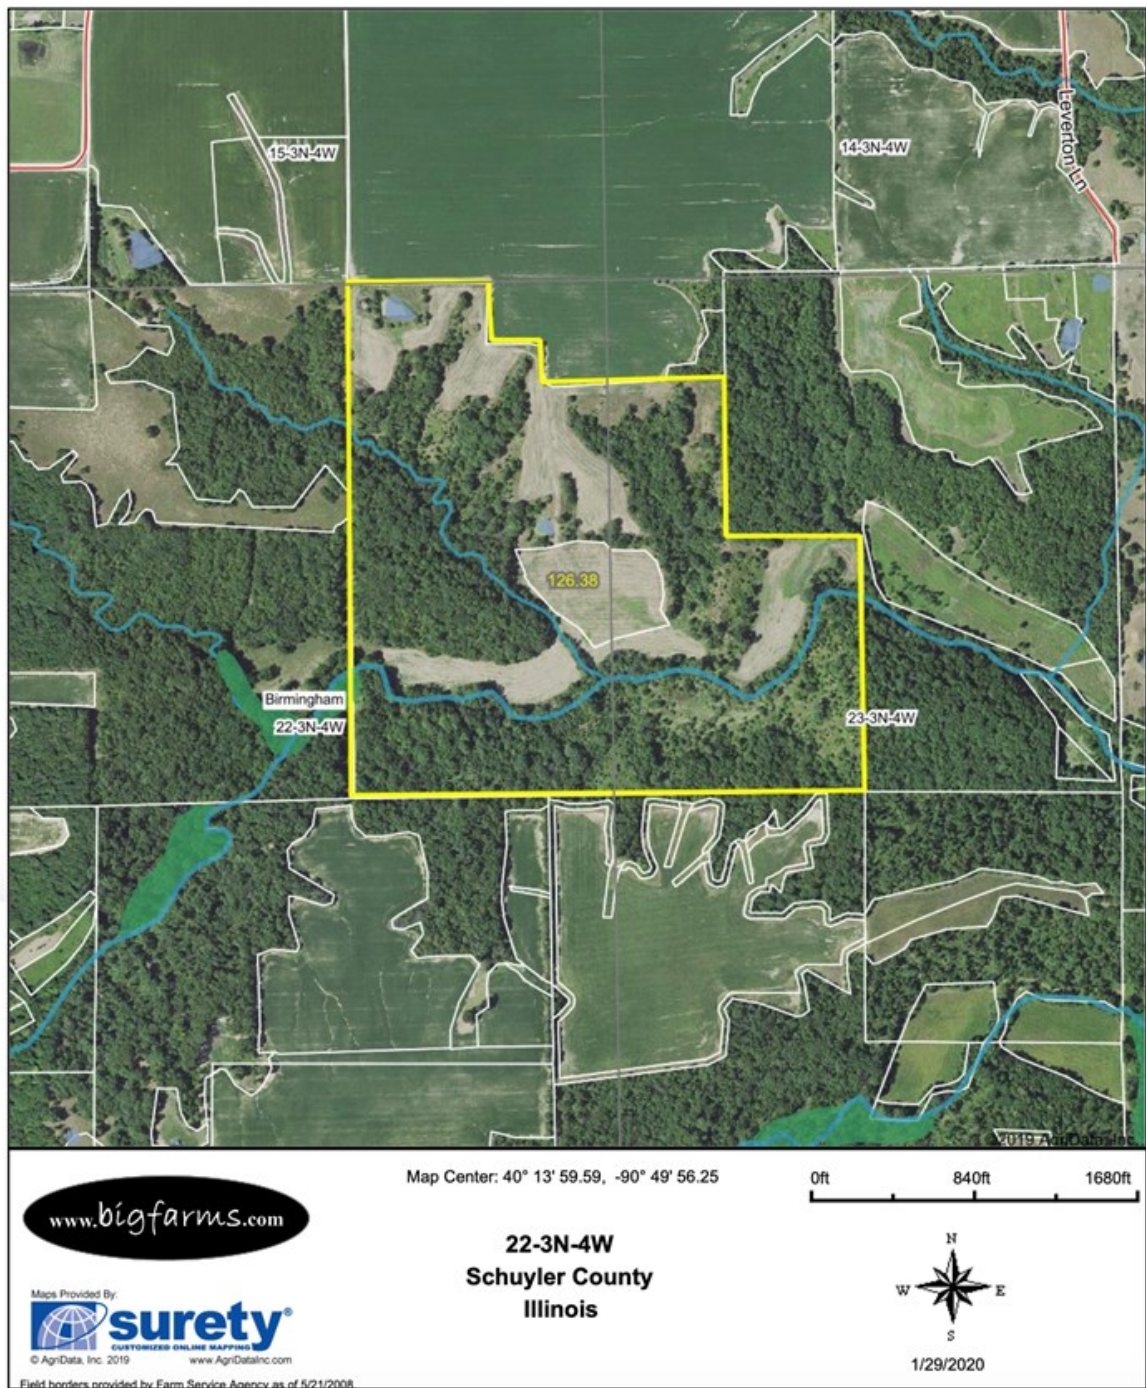 15-3N-4W
14-3N-4W
Leverton Ln
126.38
Birmingham
22-3N-4W
23-3N-4W
©2019 AgriData, Inc.
Map Center: 40° 13' 59.59, -90° 49' 56.25
0ft 840ft 1680ft
www.bigfarms.com
22-3N-4W
Schuyler County
Illinois
N
W E
S
Maps Provided By:
surety®
CUSTOMIZED ONLINE MAPPING
© AgriData, Inc. 2019 www.AgriDataInc.com
1/29/2020
Field borders provided by Farm Service Agency as of 5/21/2008.